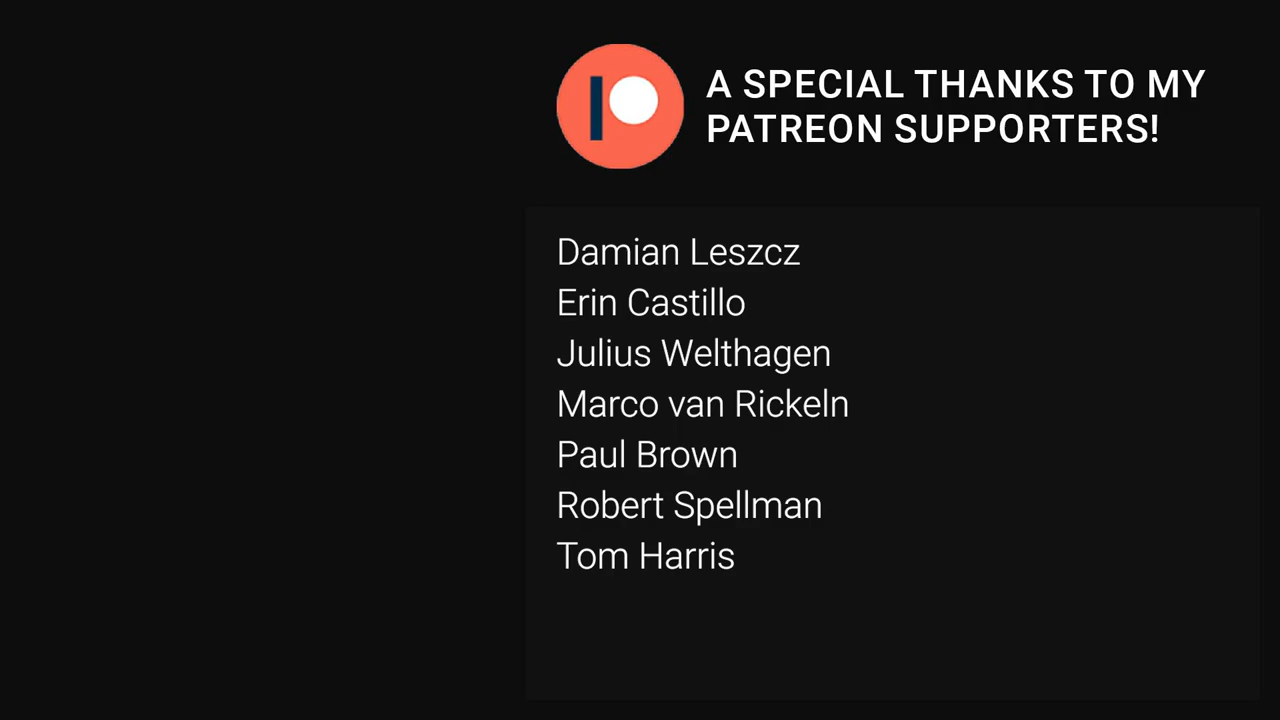 A SPECIAL THANKS TO MY
PATREON SUPPORTERS!
Damian Leszcz
Erin Castillo
Julius Welthagen
Marco van Rickeln
Paul Brown
Robert Spellman
Tom Harris